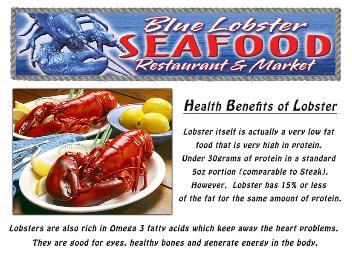 Blue Lobster
SEAFOOD
Restaurant & Market
Health Benefits of Lobster
Lobster itself is actually a very low fat
food that is very high in protein.
Under 30grams of protein in a standard
5oz portion (comparable to Steak).
However, Lobster has 15% or less
of the fat for the same amount of protein.
Lobsters are also rich in Omega 3 fatty acids which keep away the heart problems.
They are good for eyes, healthy bones and generate energy in the body.